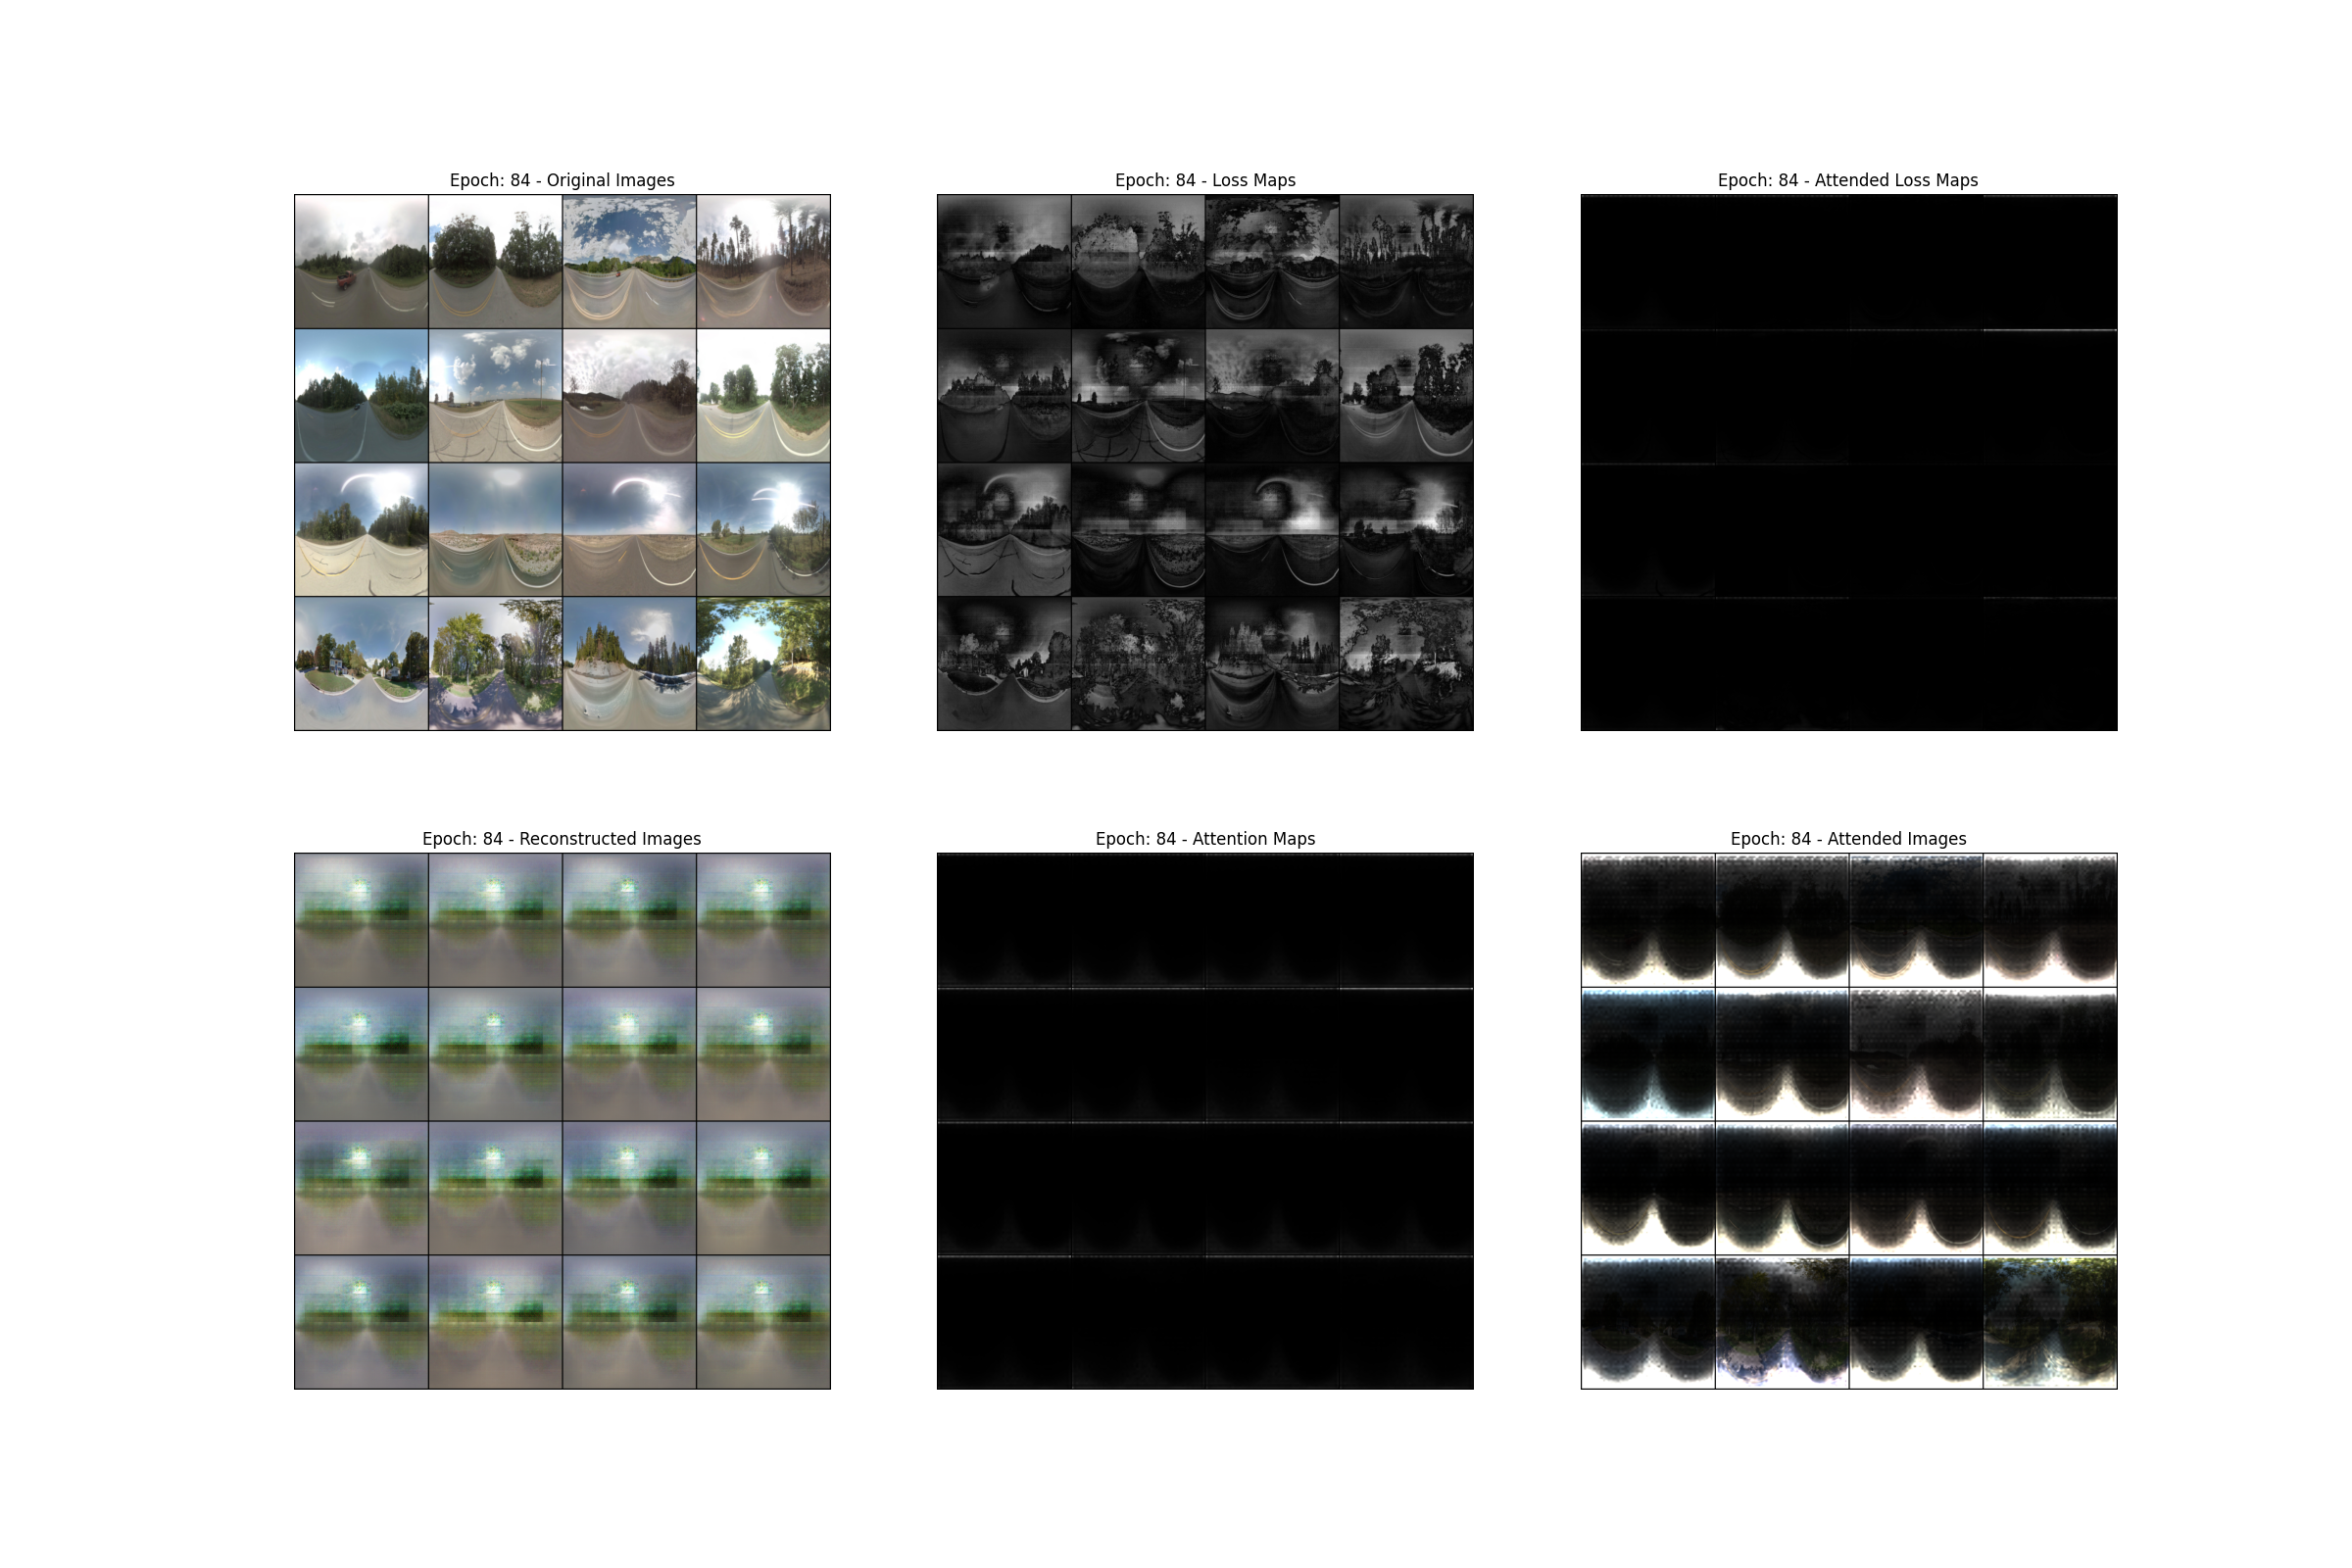 Epoch: 84 - Original Images
Epoch: 84 - Loss Maps
Epoch: 84 - Attended Loss Maps
Epoch: 84 - Reconstructed Images
Epoch: 84 - Attention Maps
Epoch: 84 - Attended Images